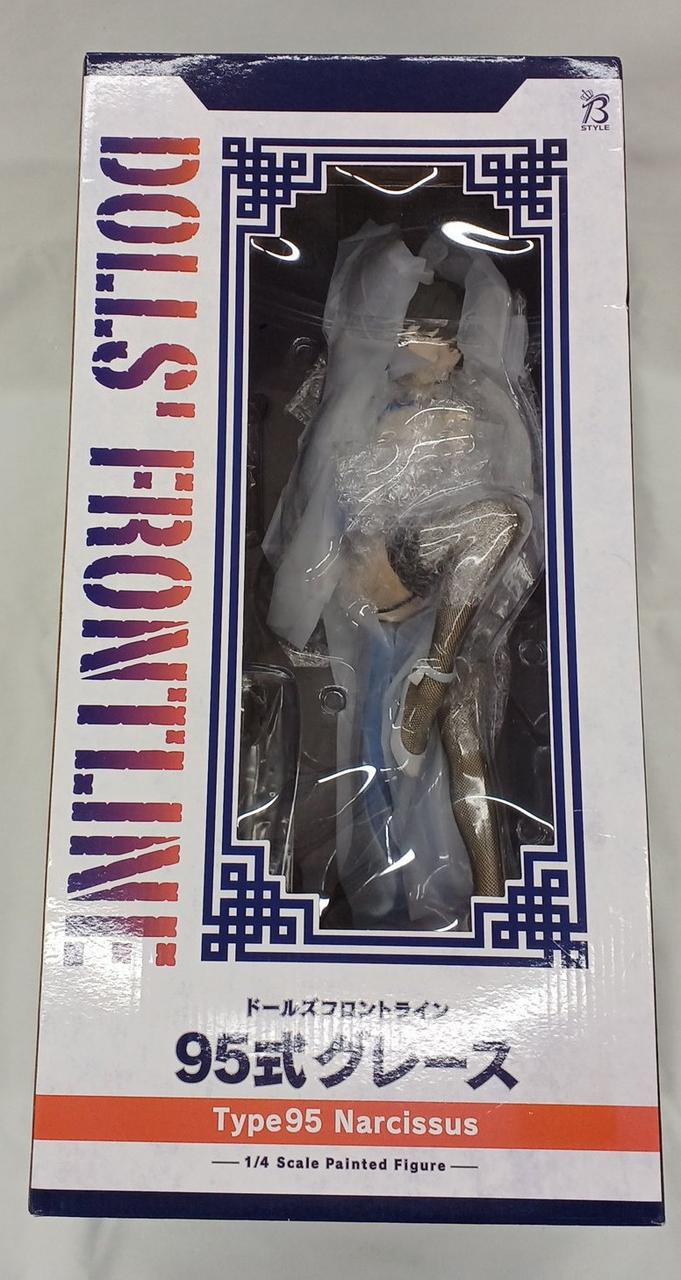 B
STYLE
DOLLS' FRONTLINE
ドールズフロントライン
95式グレース
Type95 Narcissus
1/4 Scale Painted Figure